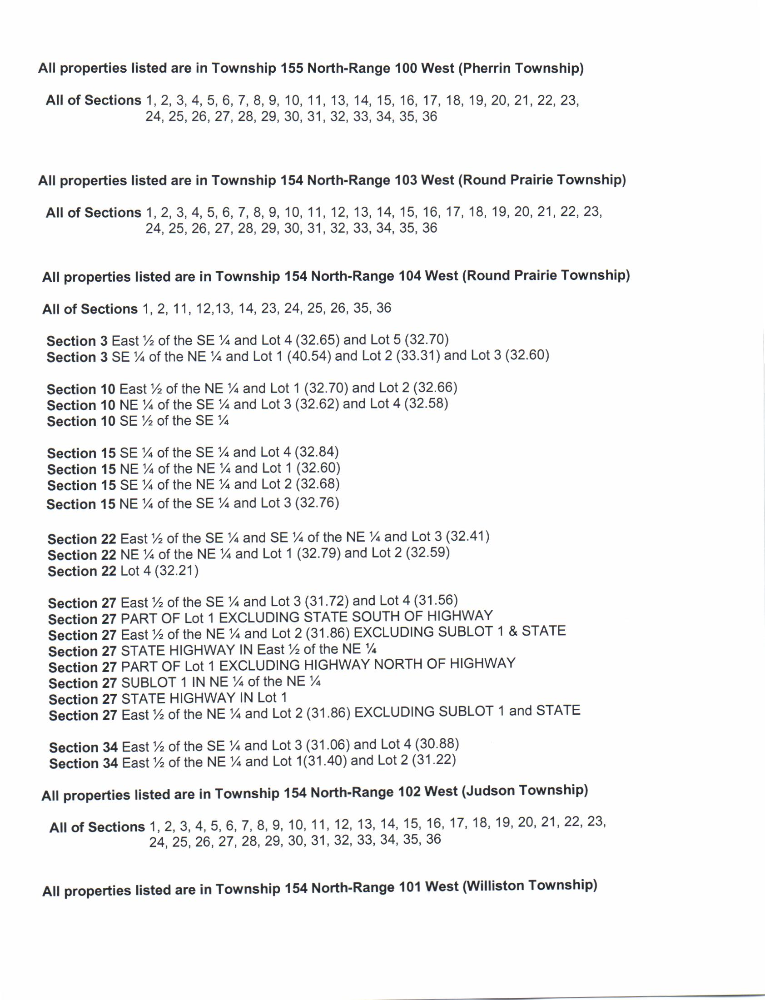 All properties listed are in Township 155 North-Range 100 West (Pherrin Township)
All of Sections 1, 2, 3, 4, 5, 6, 7, 8, 9, 10, 11, 13, 14, 15, 16, 17, 18, 19, 20, 21, 22, 23,
24, 25, 26, 27, 28, 29, 30, 31, 32, 33, 34, 35, 36
All properties listed are in Township 154 North-Range 103 West (Round Prairie Township)
All of Sections 1, 2, 3, 4, 5, 6, 7, 8, 9, 10, 11, 12, 13, 14, 15, 16, 17, 18, 19, 20, 21, 22, 23,
24, 25, 26, 27, 28, 29, 30, 31, 32, 33, 34, 35, 36
All properties listed are in Township 154 North-Range 104 West (Round Prairie Township)
All of Sections 1, 2, 11, 12,13, 14, 23, 24, 25, 26, 35, 36
Section 3 East ½ of the SE ¼ and Lot 4 (32.65) and Lot 5 (32.70)
Section 3 SE ¼ of the NE ¼ and Lot 1 (40.54) and Lot 2 (33.31) and Lot 3 (32.60)
Section 10 East ½ of the NE ¼ and Lot 1 (32.70) and Lot 2 (32.66)
Section 10 NE ¼ of the SE ¼ and Lot 3 (32.62) and Lot 4 (32.58)
Section 10 SE ½ of the SE ¼
Section 15 SE ¼ of the SE ¼ and Lot 4 (32.84)
Section 15 NE ¼ of the NE ¼ and Lot 1 (32.60)
Section 15 SE ¼ of the NE ¼ and Lot 2 (32.68)
Section 15 NE ¼ of the SE ¼ and Lot 3 (32.76)
Section 22 East ½ of the SE ¼ and SE ¼ of the NE ¼ and Lot 3 (32.41)
Section 22 NE ¼ of the NE ¼ and Lot 1 (32.79) and Lot 2 (32.59)
Section 22 Lot 4 (32.21)
Section 27 East ½ of the SE ¼ and Lot 3 (31.72) and Lot 4 (31.56)
Section 27 PART OF Lot 1 EXCLUDING STATE SOUTH OF HIGHWAY
Section 27 East ½ of the NE ¼ and Lot 2 (31.86) EXCLUDING SUBLOT 1 & STATE
Section 27 STATE HIGHWAY IN East ½ of the NE ¼
Section 27 PART OF Lot 1 EXCLUDING HIGHWAY NORTH OF HIGHWAY
Section 27 SUBLOT 1 IN NE ¼ of the NE ¼
Section 27 STATE HIGHWAY IN Lot 1
Section 27 East ½ of the NE ¼ and Lot 2 (31.86) EXCLUDING SUBLOT 1 and STATE
Section 34 East ½ of the SE ¼ and Lot 3 (31.06) and Lot 4 (30.88)
Section 34 East ½ of the NE ¼ and Lot 1(31.40) and Lot 2 (31.22)
All properties listed are in Township 154 North-Range 102 West (Judson Township)
All of Sections 1, 2, 3, 4, 5, 6, 7, 8, 9, 10, 11, 12, 13, 14, 15, 16, 17, 18, 19, 20, 21, 22, 23,
24, 25, 26, 27, 28, 29, 30, 31, 32, 33, 34, 35, 36
All properties listed are in Township 154 North-Range 101 West (Williston Township)